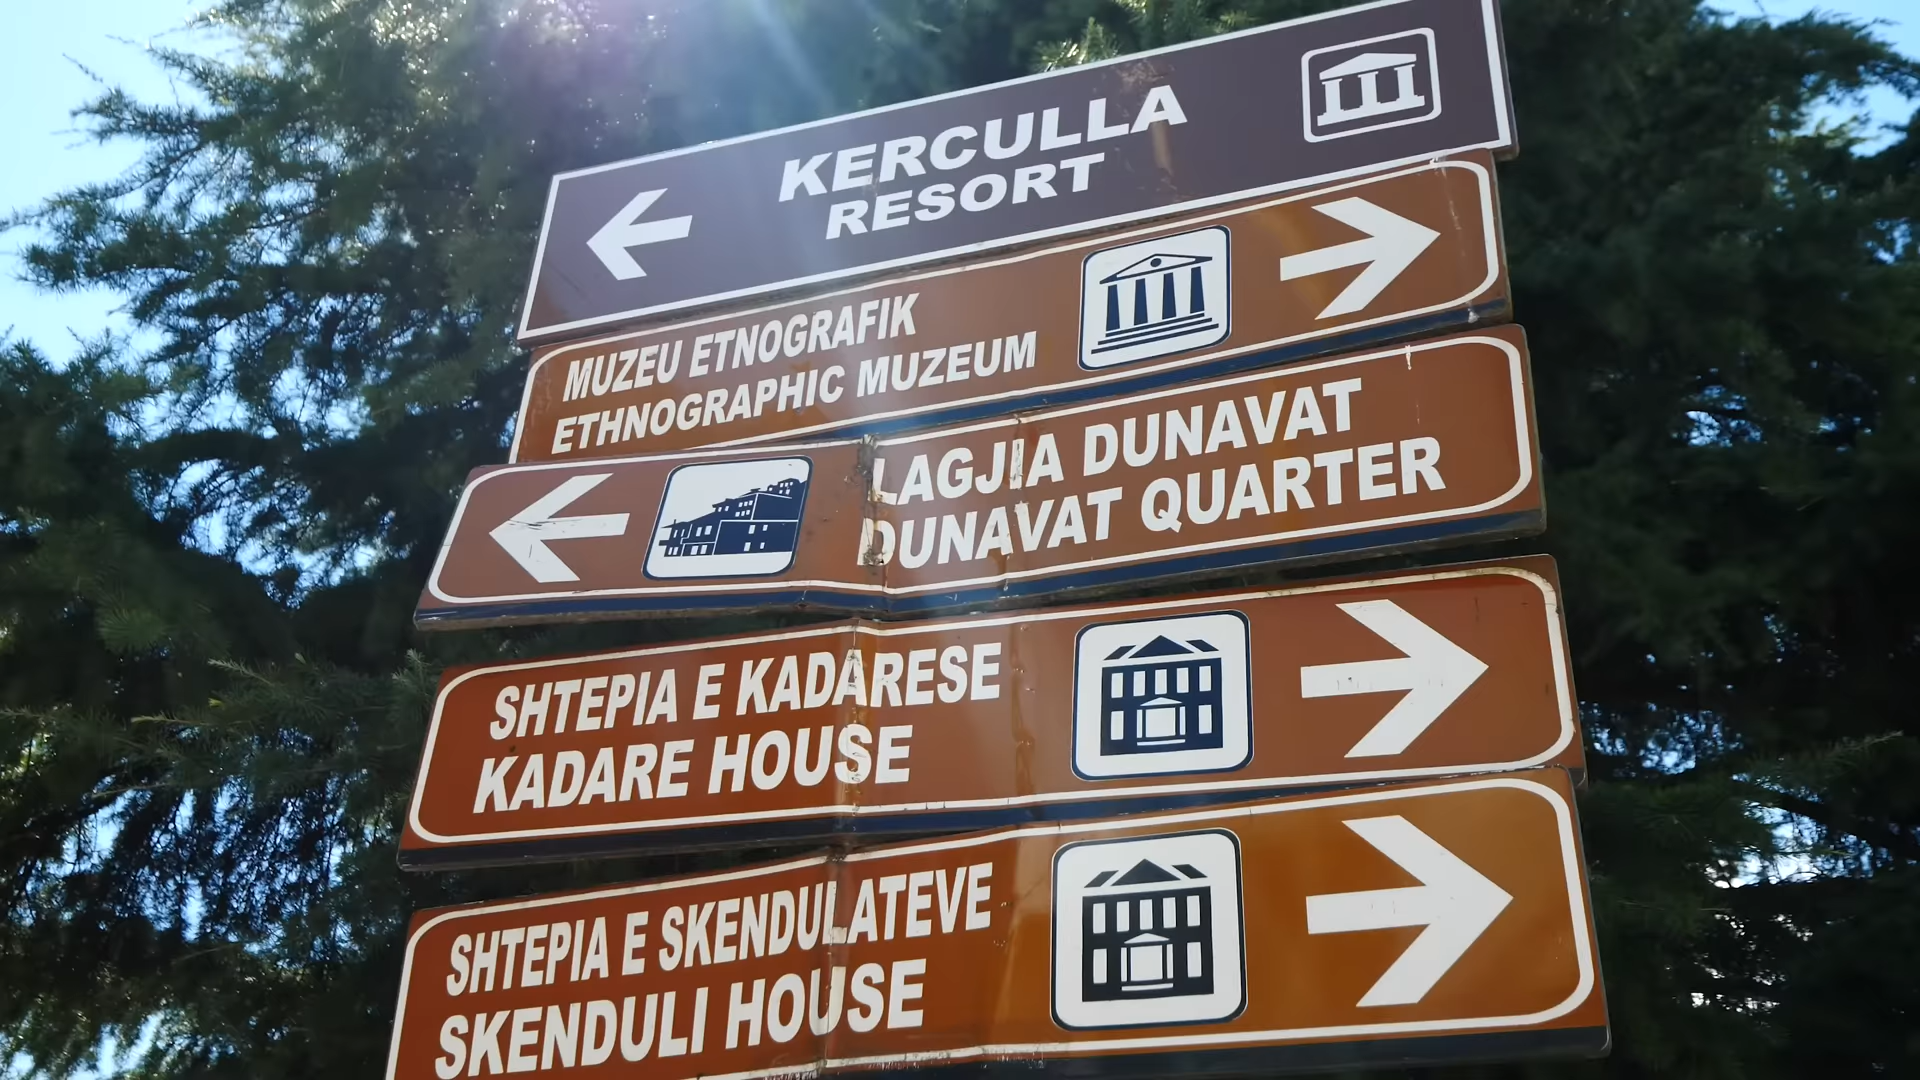 KERCULLA
RESORT
MUZEU ETNOGRAFIK
ETHNOGRAPHIC MUZEUM
LAGJIA DUNAVAT
DUNAVAT QUARTER
SHTEPIA E KADARESE
KADARE HOUSE
SHTEPIA E SKENDULATEVE
SKENDULI HOUSE